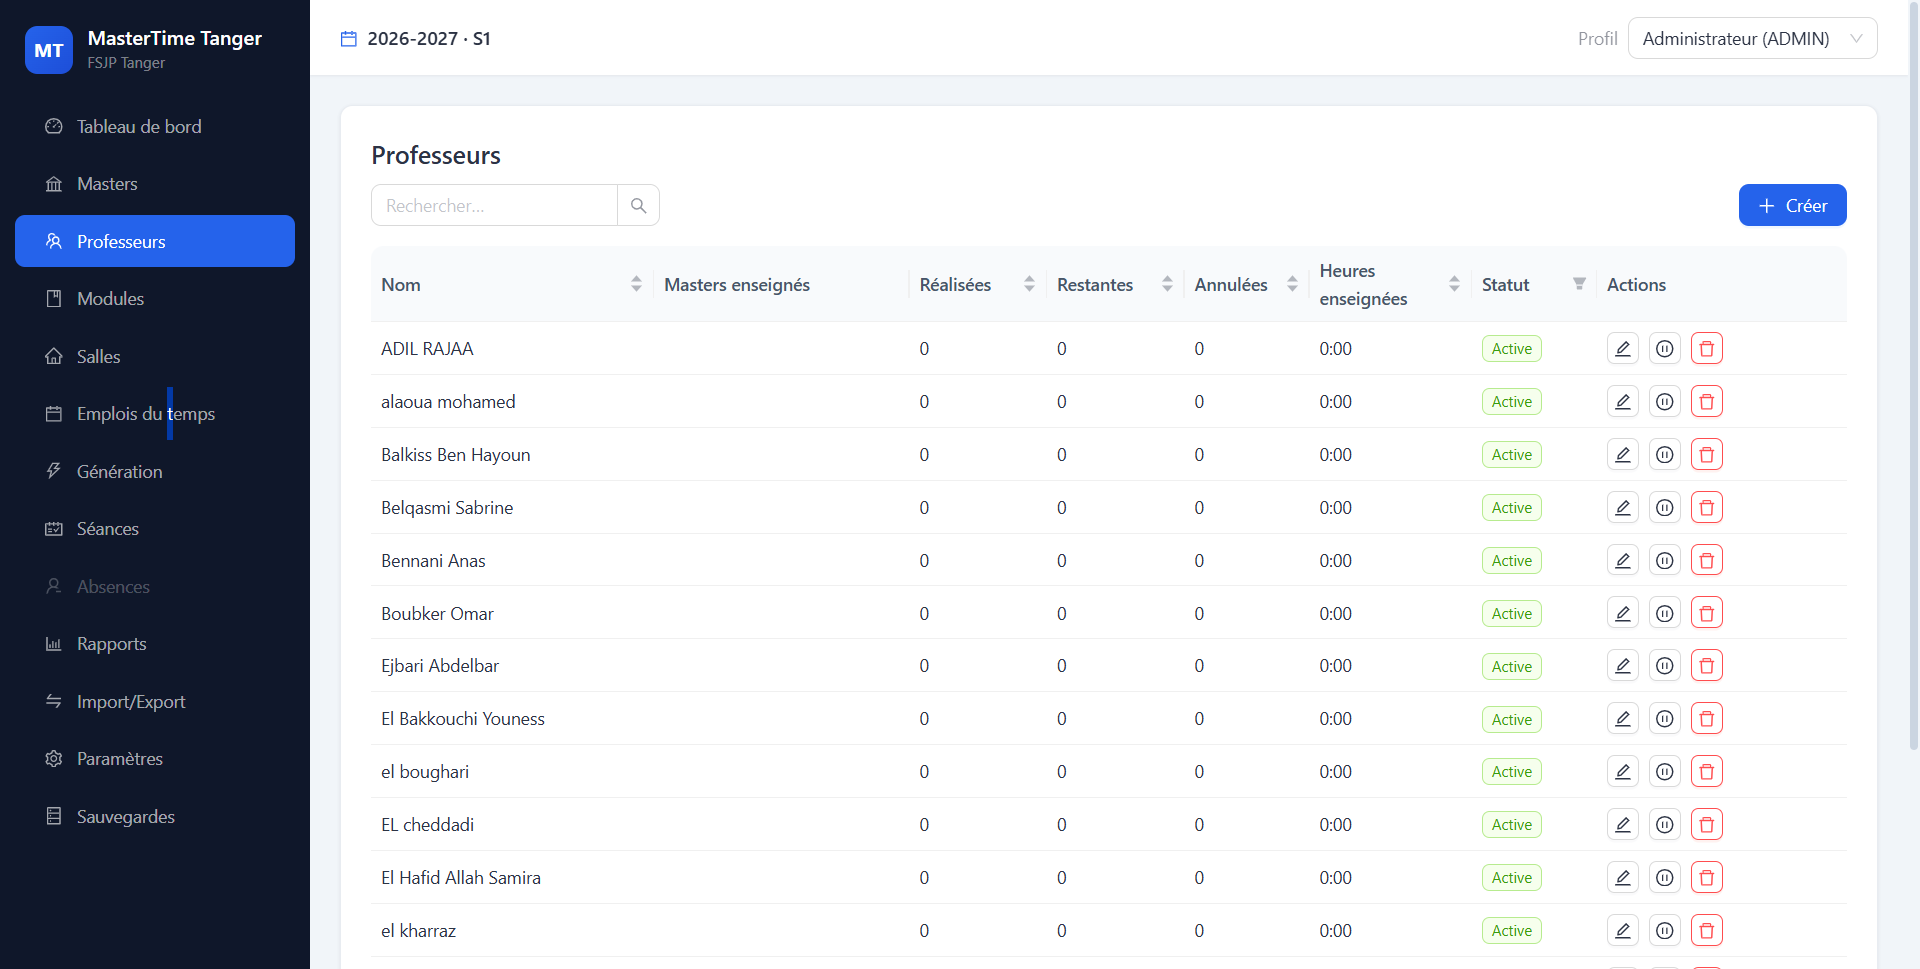 MT
MasterTime Tanger
FSJP Tanger
Tableau de bord
Masters
Professeurs
Modules
Salles
Emplois du temps
Génération
Séances
Absences
Rapports
Import/Export
Paramètres
Sauvegardes
2026-2027 · S1
Profil Administrateur (ADMIN)
Professeurs
Rechercher...
Créer
Nom Masters enseignés Réalisées Restantes Annulées Heures enseignées Statut Actions
ADIL RAJAA 0 0 0 0:00 Active
alaoua mohamed 0 0 0 0:00 Active
Balkiss Ben Hayoun 0 0 0 0:00 Active
Belqasmi Sabrine 0 0 0 0:00 Active
Bennani Anas 0 0 0 0:00 Active
Boubker Omar 0 0 0 0:00 Active
Ejbari Abdelbar 0 0 0 0:00 Active
El Bakkouchi Youness 0 0 0 0:00 Active
el boughari 0 0 0 0:00 Active
EL cheddadi 0 0 0 0:00 Active
El Hafid Allah Samira 0 0 0 0:00 Active
el kharraz 0 0 0 0:00 Active